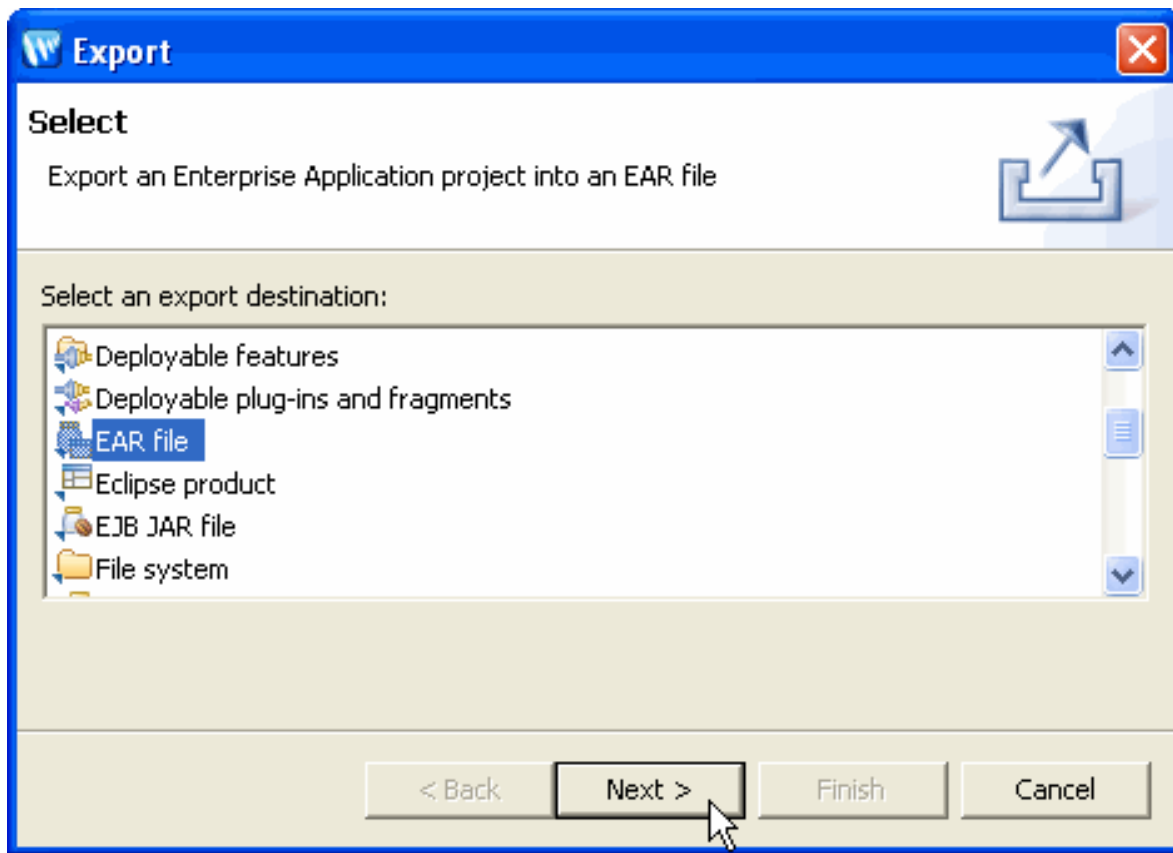 Export
Select
Export an Enterprise Application project into an EAR file
Select an export destination:
Deployable features
Deployable plug-ins and fragments
EAR file
Eclipse product
EJB JAR file
File system
< Back Next > Finish Cancel